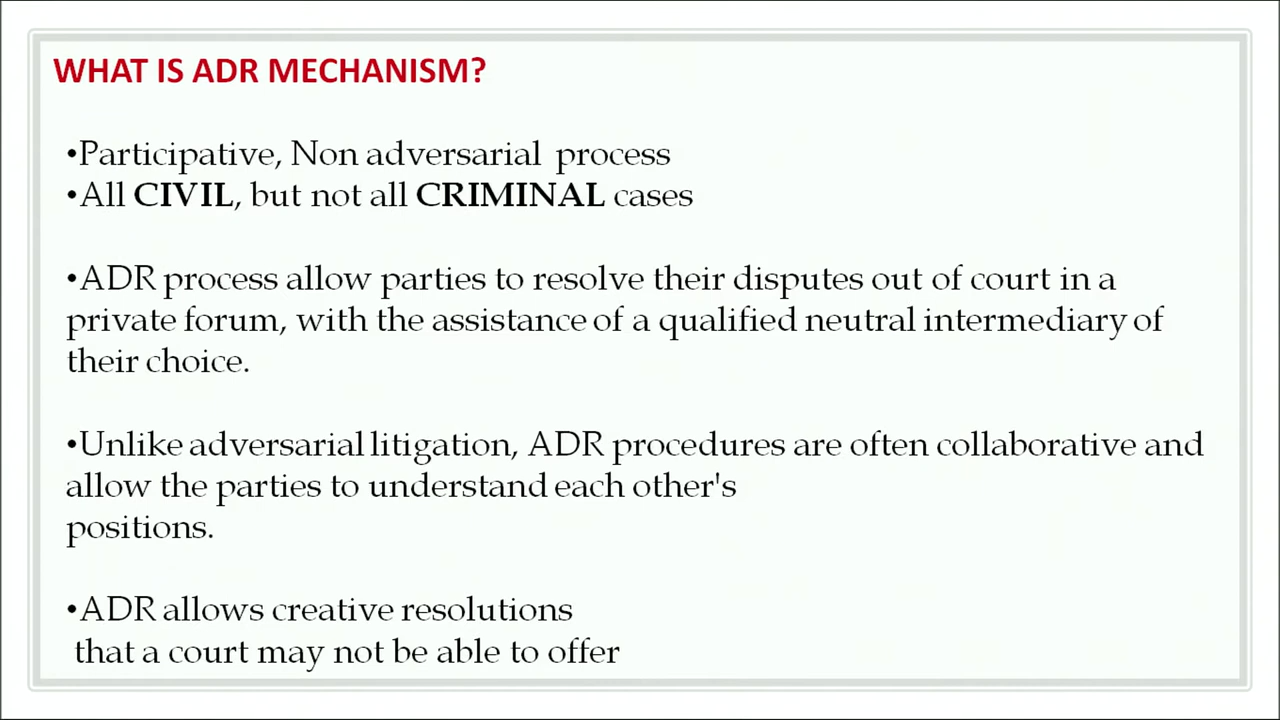 WHAT IS ADR MECHANISM?
•Participative, Non adversarial process
•All CIVIL, but not all CRIMINAL cases
•ADR process allow parties to resolve their disputes out of court in a
private forum, with the assistance of a qualified neutral intermediary of
their choice.
•Unlike adversarial litigation, ADR procedures are often collaborative and
allow the parties to understand each other's
positions.
•ADR allows creative resolutions
that a court may not be able to offer